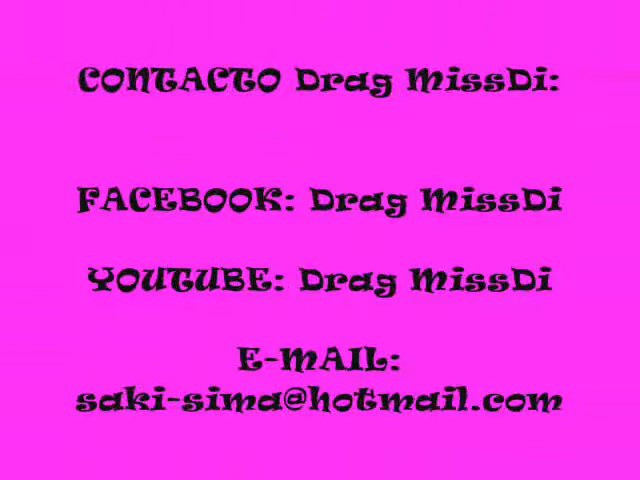 CONTACTO Drag MissDi:
FACEBOOK: Drag MissDi
YOUTUBE: Drag MissDi
E-MAIL:
saki-sima@hotmail.com